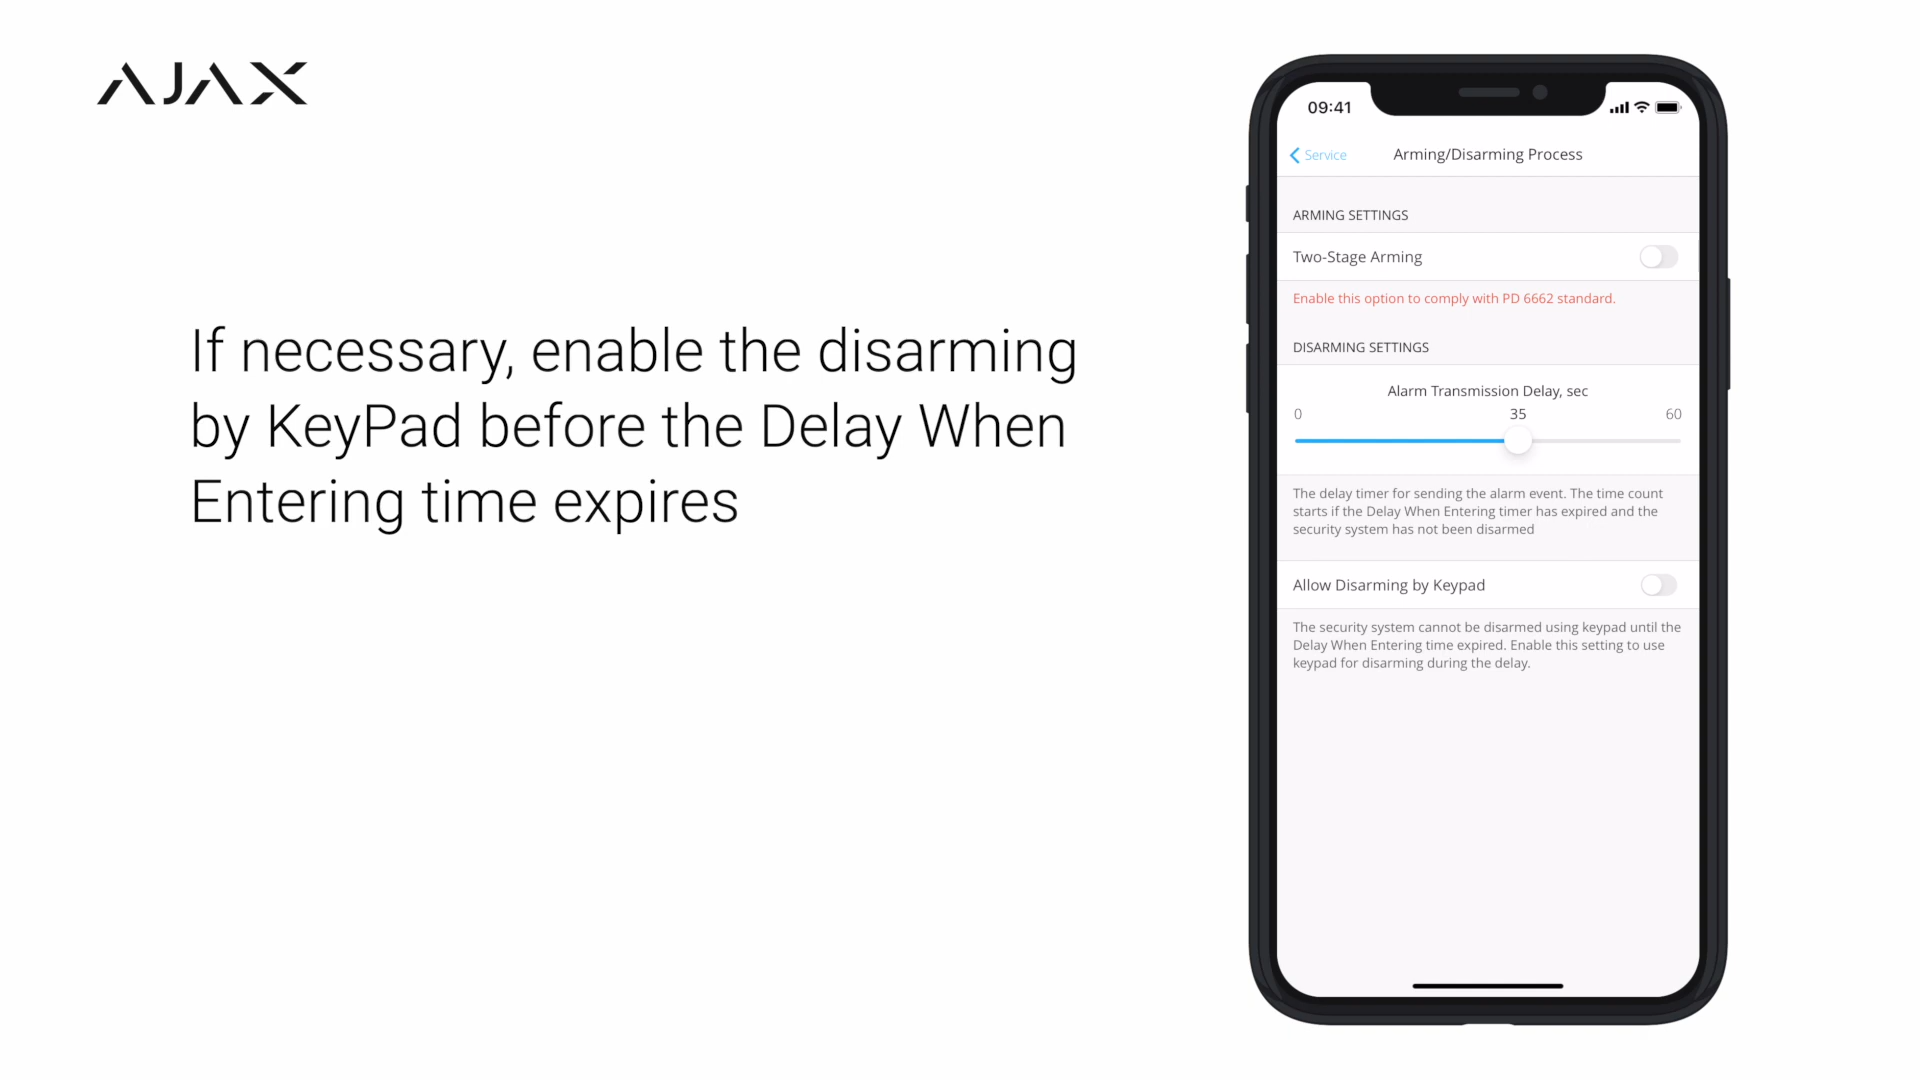 AJAX
If necessary, enable the disarming
by KeyPad before the Delay When
Entering time expires
09:41
Service
Arming/Disarming Process
ARMING SETTINGS
Two-Stage Arming
Enable this option to comply with PD 6662 standard.
DISARMING SETTINGS
Alarm Transmission Delay, sec
0 35 60
The delay timer for sending the alarm event. The time count
starts if the Delay When Entering timer has expired and the
security system has not been disarmed
Allow Disarming by Keypad
The security system cannot be disarmed using keypad until the
Delay When Entering time expired. Enable this setting to use
keypad for disarming during the delay.